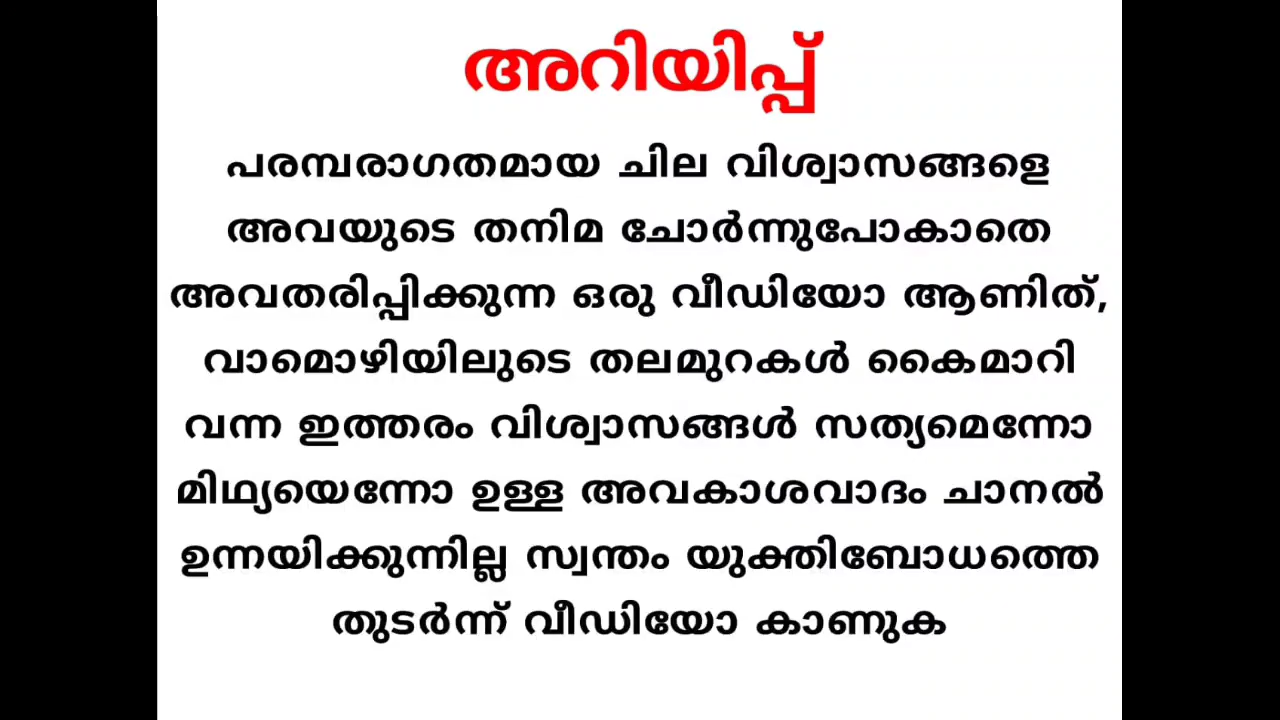 അറിയിപ്പ്
പരമ്പരാഗതമായ ചില വിശ്വാസങ്ങളെ
അവയുടെ തനിമ ചോർന്നുപോകാതെ
അവതരിപ്പിക്കുന്ന ഒരു വീഡിയോ ആണിത്,
വാമൊഴിയിലുടെ തലമുറകൾ കൈമാറി
വന്ന ഇത്തരം വിശ്വാസങ്ങൾ സത്യമെന്നോ
മിഥ്യയെന്നോ ഉള്ള അവകാശവാദം ചാനൽ
ഉന്നയിക്കുന്നില്ല സ്വന്തം യുക്തിബോധത്തെ
തുടർന്ന് വീഡിയോ കാണുക